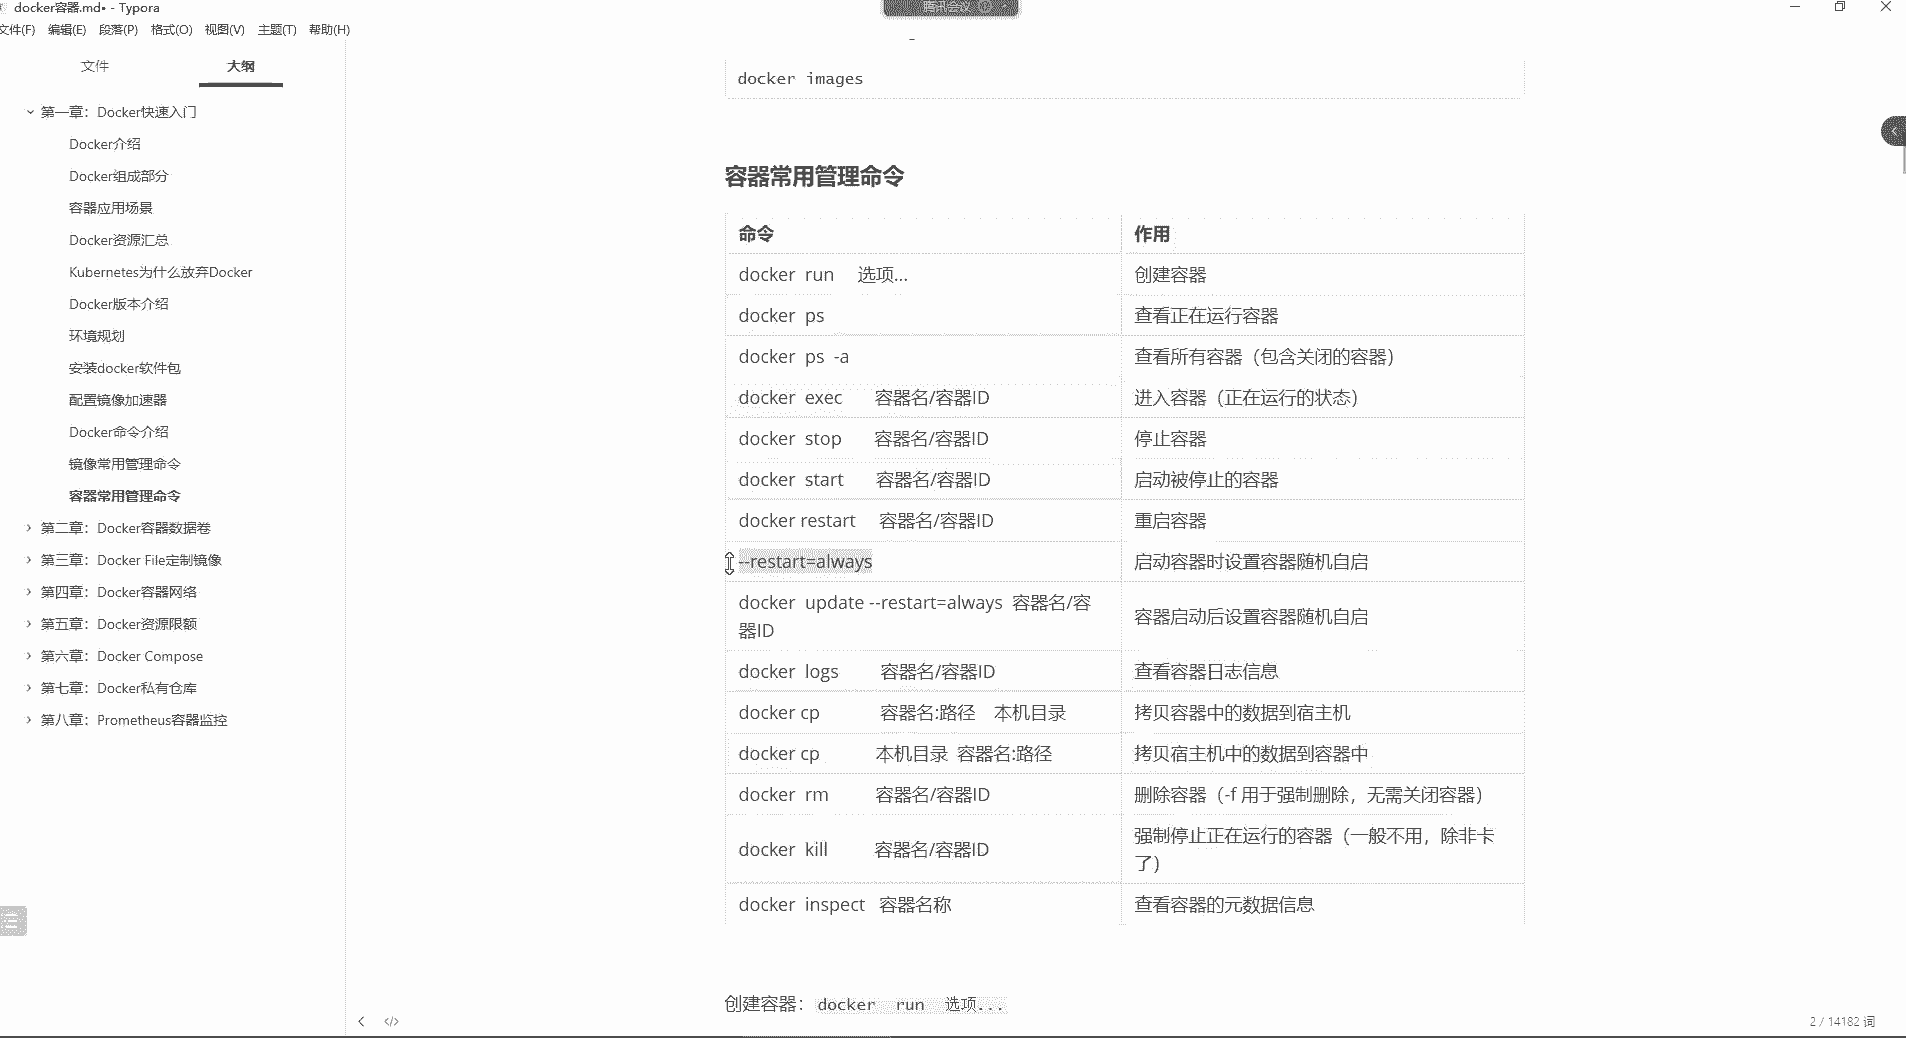 docker容器.md• - Typora
腾讯会议
文件(F) 编辑(E) 段落(P) 格式(O) 视图(V) 主题(T) 帮助(H)
文件 大纲
第一章：Docker快速入门
Docker介绍
Docker组成部分
容器应用场景
Docker资源汇总
Kubernetes为什么放弃Docker
Docker版本介绍
环境规划
安装docker软件包
配置镜像加速器
Docker命令介绍
镜像常用管理命令
容器常用管理命令
第二章：Docker容器数据卷
第三章：Docker File定制镜像
第四章：Docker容器网络
第五章：Docker资源限额
第六章：Docker Compose
第七章：Docker私有仓库
第八章：Prometheus容器监控
docker images
容器常用管理命令
命令 作用
docker run 选项... 创建容器
docker ps 查看正在运行容器
docker ps -a 查看所有容器（包含关闭的容器）
docker exec 容器名/容器ID 进入容器（正在运行的状态）
docker stop 容器名/容器ID 停止容器
docker start 容器名/容器ID 启动被停止的容器
docker restart 容器名/容器ID 重启容器
--restart=always 启动容器时设置容器随机自启
docker update --restart=always 容器名/容
器ID 容器启动后设置容器随机自启
docker logs 容器名/容器ID 查看容器日志信息
docker cp 容器名:路径 本机目录 拷贝容器中的数据到宿主机
docker cp 本机目录 容器名:路径 拷贝宿主机中的数据到容器中
docker rm 容器名/容器ID 删除容器（-f 用于强制删除，无需关闭容器）
docker kill 容器名/容器ID 强制停止正在运行的容器（一般不用，除非卡
了）
docker inspect 容器名称 查看容器的元数据信息
创建容器：docker run 选项...
2 / 14182 词